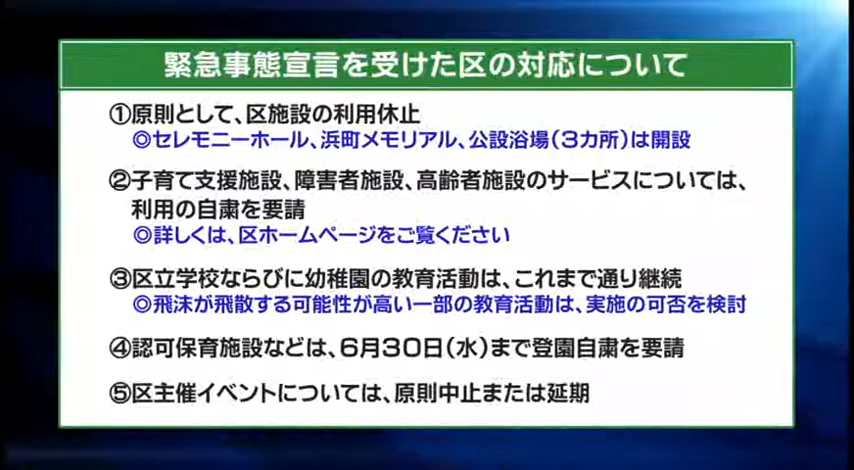 緊急事態宣言を受けた区の対応について
①原則として、区施設の利用休止
◎セレモニーホール、浜町メモリアル、公設浴場(3カ所)は開設
②子育て支援施設、障害者施設、高齢者施設のサービスについては、
利用の自粛を要請
◎詳しくは、区ホームページをご覧ください
③区立学校ならびに幼稚園の教育活動は、これまで通り継続
◎飛沫が飛散する可能性が高い一部の教育活動は、実施の可否を検討
④認可保育施設などは、6月30日(水)まで登園自粛を要請
⑤区主催イベントについては、原則中止または延期